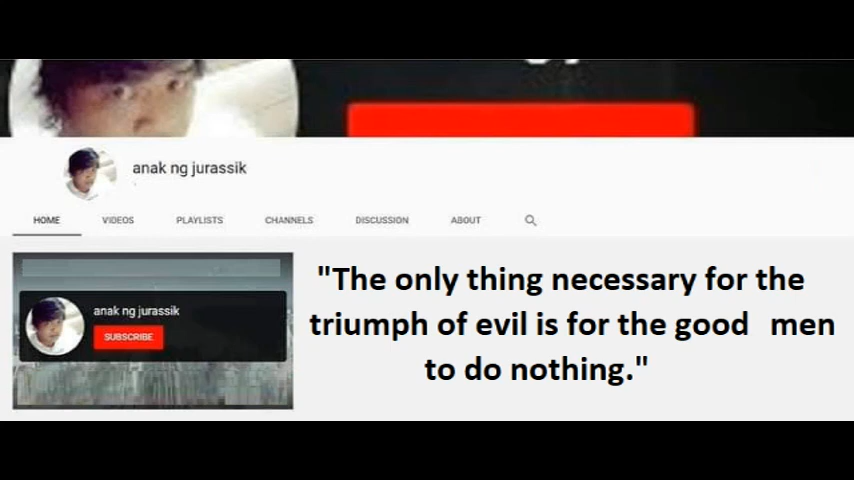 anak ng jurassik
HOME VIDEOS PLAYLISTS CHANNELS DISCUSSION ABOUT
anak ng jurassik
SUBSCRIBE
"The only thing necessary for the
triumph of evil is for the good men
to do nothing."